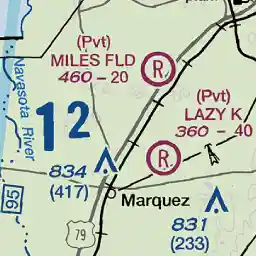 (Pvt)
MILES FLD
460 - 20
R
Navasota River
(Pvt)
LAZY K
360 - 40
R
12
834
(417)
95
Marquez
79
831
(233)